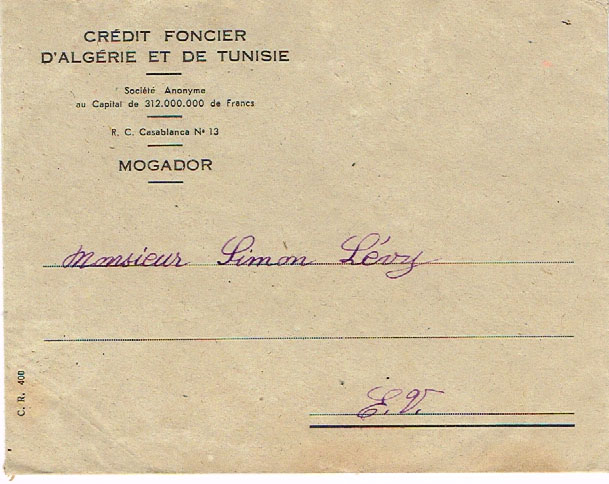 CRÉDIT FONCIER
D'ALGÉRIE ET DE TUNISIE
Société Anonyme
au Capital de 312.000.000 de Francs
R. C. Casablanca N° 13
MOGADOR
Monsieur Simon Lévy
E.V.
C. R. 400